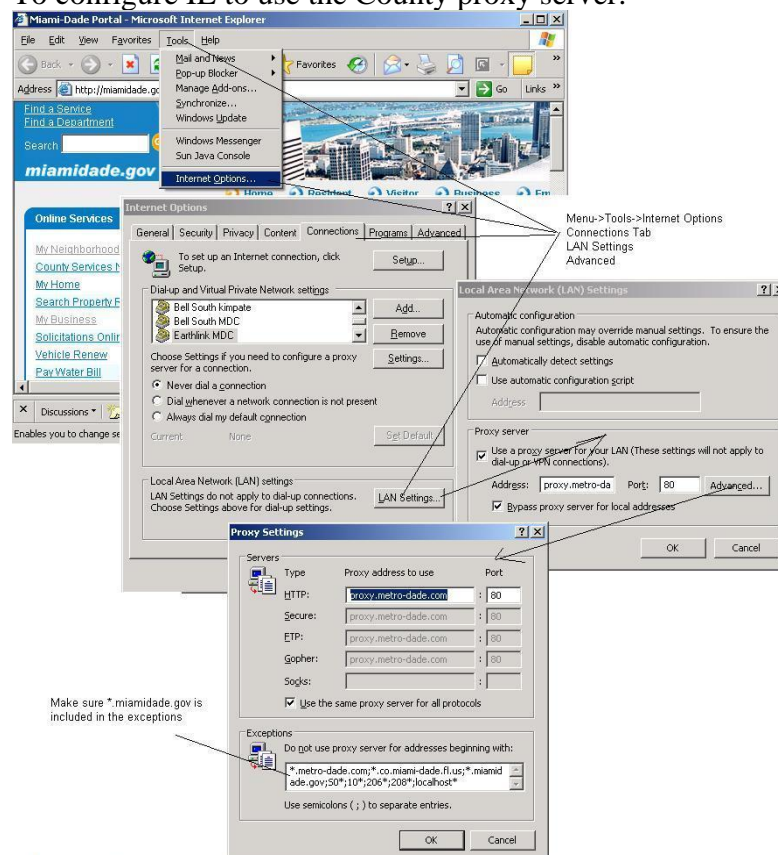 To configure IE to use the County proxy server:
Miami-Dade Portal - Microsoft Internet Explorer
File Edit View Favorites Tools Help
Back Favorites
Address http://miamidade.go Go Links »
Mail and News
Pop-up Blocker
Manage Add-ons...
Synchronize...
Windows Update
Windows Messenger
Sun Java Console
Internet Options...
Find a Service
Find a Department
Search
miamidade.gov
Home Resident Visitor Business Em
Online Services
My Neighborhood
County Services
My Home
Search Property
My Business
Solicitations Onlin
Vehicle Renew
Pay Water Bill
Discussions
Enables you to change se
Menu->Tools->Internet Options
Connections Tab
LAN Settings
Advanced
Internet Options
General Security Privacy Content Connections Programs Advanced
To set up an Internet connection, click
Setup.
Setup...
Dial-up and Virtual Private Network settings
Bell South kimpate
Bell South MDC
Earthlink MDC
Add...
Remove
Choose Settings if you need to configure a proxy
server for a connection.
Settings...
Never dial a connection
Dial whenever a network connection is not present
Always dial my default connection
Current None Set Default
Local Area Network (LAN) settings
LAN Settings do not apply to dial-up connections.
Choose Settings above for dial-up settings.
LAN Settings...
Local Area Network (LAN) Settings
Automatic configuration
Automatic configuration may override manual settings. To ensure the
use of manual settings, disable automatic configuration.
Automatically detect settings
Use automatic configuration script
Address
Proxy server
Use a proxy server for your LAN (These settings will not apply to
dial-up or VPN connections).
Address: proxy.metro-da Port: 80 Advanced...
Bypass proxy server for local addresses
OK Cancel
Proxy Settings
Servers
Type Proxy address to use Port
HTTP: proxy.metro-dade.com : 80
Secure: proxy.metro-dade.com : 80
FTP: proxy.metro-dade.com : 80
Gopher: proxy.metro-dade.com : 80
Socks: :
Use the same proxy server for all protocols
Make sure *.miamidade.gov is
included in the exceptions
Exceptions
Do not use proxy server for addresses beginning with:
*.metro-dade.com;*.co.miami-dade.fl.us;*.miamid
ade.gov;50*;10*;206*;208*;localhost*
Use semicolons ( ; ) to separate entries.
OK Cancel